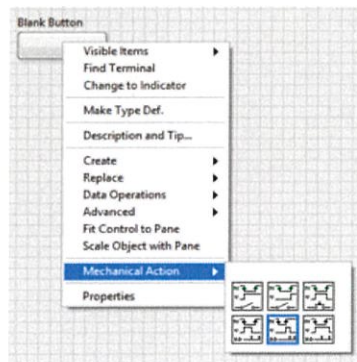 Blank Button
Visible Items
Find Terminal
Change to Indicator
Make Type Def.
Description and Tip...
Create
Replace
Data Operations
Advanced
Fit Control to Pane
Scale Object with Pane
Mechanical Action
Properties